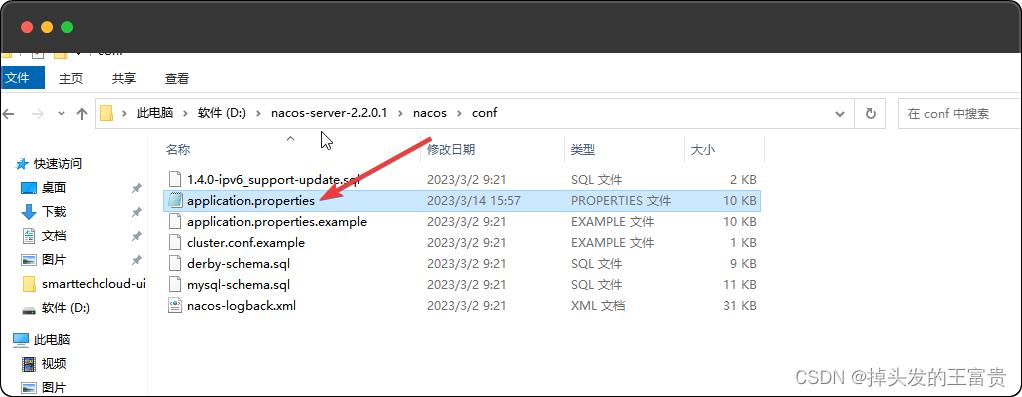 conf
文件 主页 共享 查看
此电脑 软件 (D:) nacos-server-2.2.0.1 nacos conf 在 conf 中搜索
名称 修改日期 类型 大小
快速访问
桌面
下载
文档
图片
smarttechcloud-ui
软件 (D:)
此电脑
视频
图片
1.4.0-ipv6_support-update.sql 2023/3/2 9:21 SQL 文件 2 KB
application.properties 2023/3/14 15:57 PROPERTIES 文件 10 KB
application.properties.example 2023/3/2 9:21 EXAMPLE 文件 10 KB
cluster.conf.example 2023/3/2 9:21 EXAMPLE 文件 1 KB
derby-schema.sql 2023/3/2 9:21 SQL 文件 9 KB
mysql-schema.sql 2023/3/2 9:21 SQL 文件 11 KB
nacos-logback.xml 2023/3/2 9:21 XML 文档 31 KB
CSDN @掉头发的王富贵